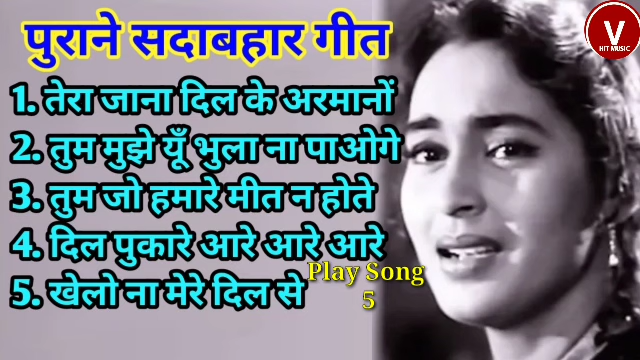 पुराने सदाबहार गीत
V
HIT MUSIC
1. तेरा जाना दिल के अरमानों
2. तुम मुझे यूँ भुला ना पाओगे
3. तुम जो हमारे मीत न होते
4. दिल पुकारे आरे आरे आरे
5. खेलो ना मेरे दिल से
Play Song
5